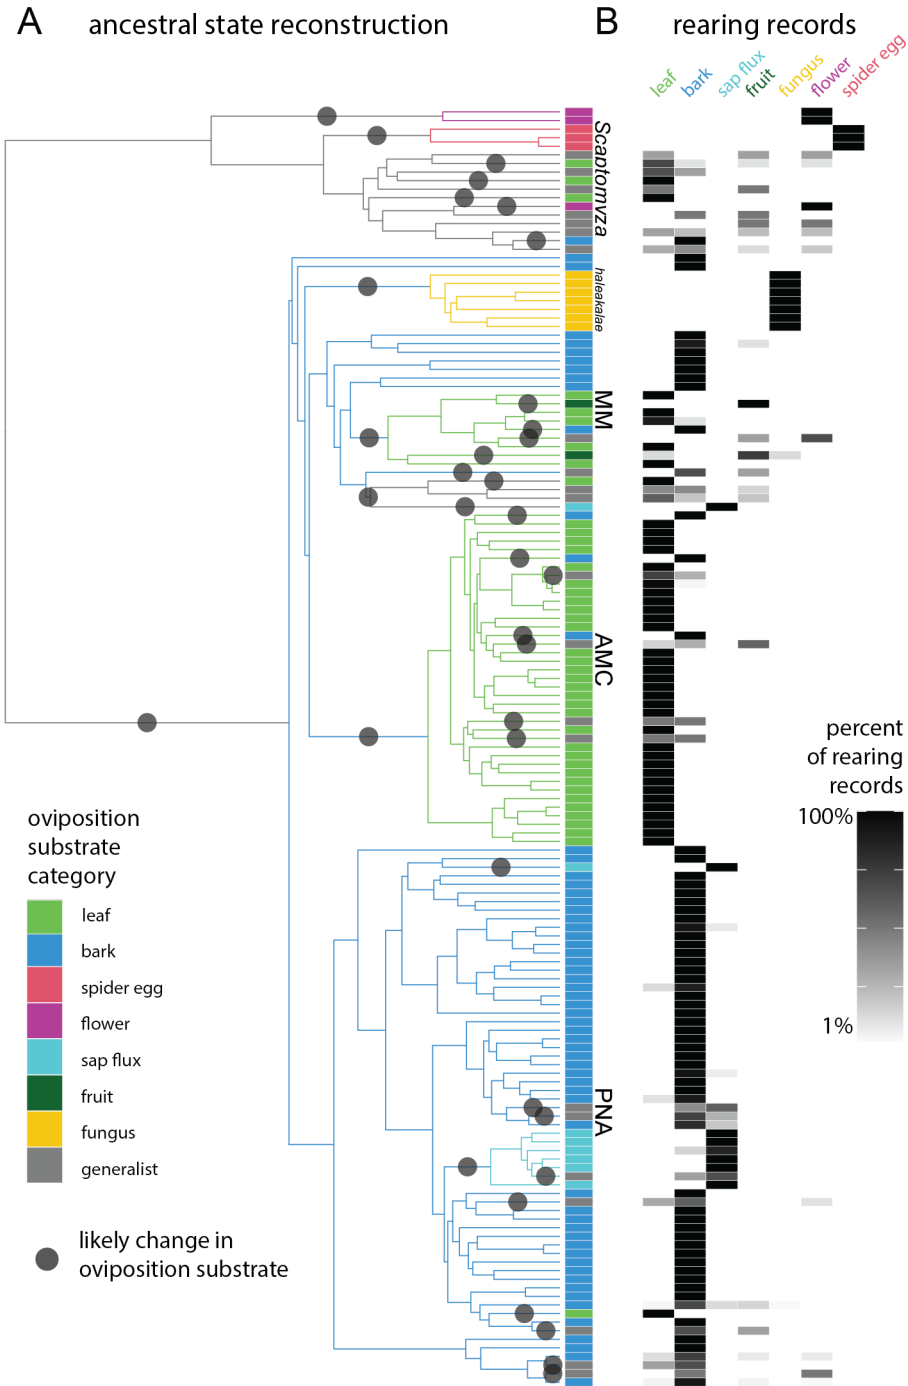 A
ancestral state reconstruction
B
rearing records
leaf
bark
sap flux
fruit
fungus
flower
spider egg
Scaptomyza
haleakalae
MM
AMC
PNA
percent
of rearing
records
100%
1%
oviposition
substrate
category
leaf
bark
spider egg
flower
sap flux
fruit
fungus
generalist
likely change in
oviposition substrate